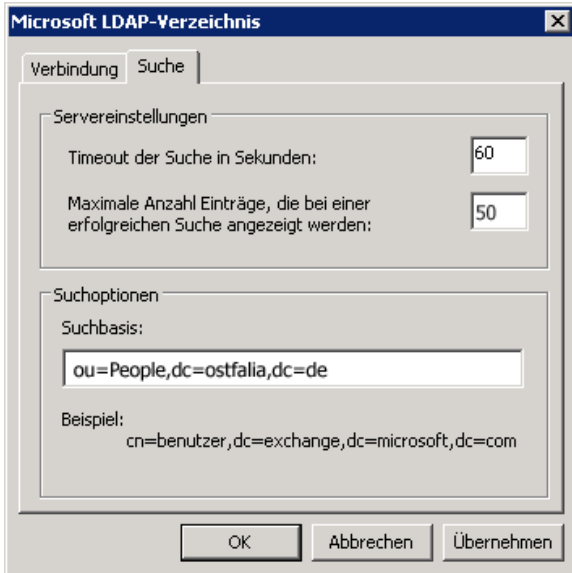 Microsoft LDAP-Verzeichnis
Verbindung Suche
Servereinstellungen
Timeout der Suche in Sekunden: 60
Maximale Anzahl Einträge, die bei einer
erfolgreichen Suche angezeigt werden: 50
Suchoptionen
Suchbasis:
ou=People,dc=ostfalia,dc=de
Beispiel:
cn=benutzer,dc=exchange,dc=microsoft,dc=com
OK Abbrechen Übernehmen